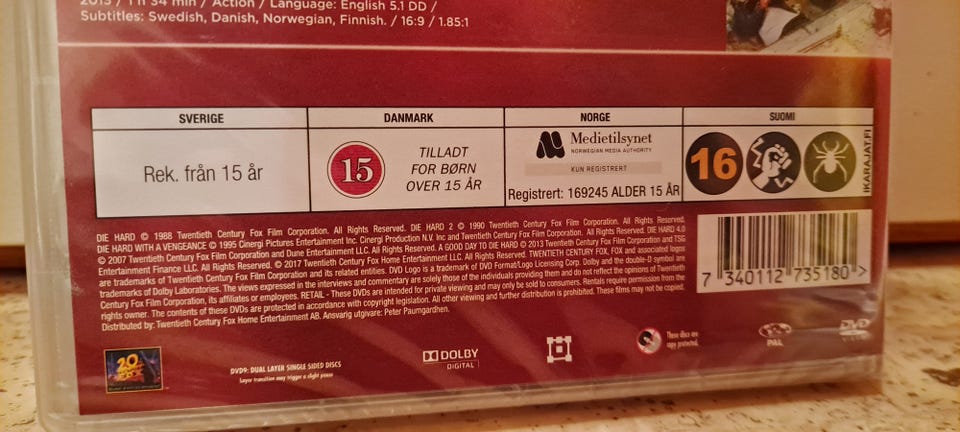 2013 / 1 h 34 min / Action / Language: English 5.1 DD /
Subtitles: Swedish, Danish, Norwegian, Finnish. / 16:9 / 1.85:1
SVERIGE
Rek. från 15 år
DANMARK
15
TILLADT
FOR BØRN
OVER 15 ÅR
NORGE
Medietilsynet
NORWEGIAN MEDIA AUTHORITY
KUN REGISTRERT
Registrert: 169245 ALDER 15 ÅR
SUOMI
16
IKARAJAT.FI
DIE HARD © 1988 Twentieth Century Fox Film Corporation. All Rights Reserved. DIE HARD 2 © 1990 Twentieth Century Fox Film Corporation. All Rights Reserved.
DIE HARD WITH A VENGEANCE © 1995 Cinergi Pictures Entertainment Inc. Cinergi Production N.V. Inc and Twentieth Century Fox Film Corporation. All Rights Reserved. DIE HARD 4.0
© 2007 Twentieth Century Fox Film Corporation and Dune Entertainment LLC. All Rights Reserved. A GOOD DAY TO DIE HARD © 2013 Twentieth Century Fox Film Corporation and TSG
Entertainment Finance LLC. All Rights Reserved. © 2017 Twentieth Century Fox Home Entertainment LLC. All Rights Reserved. TWENTIETH CENTURY FOX, FOX and associated logos
are trademarks of Twentieth Century Fox Film Corporation and its related entities. DVD Logo is a trademark of DVD Format/Logo Licensing Corp. Dolby and the double-D symbol are
trademarks of Dolby Laboratories. The views expressed in the interviews and commentary are solely those of the individuals providing them and do not reflect the opinions of Twentieth
Century Fox Film Corporation, its affiliates or employees. RETAIL - These DVDs are intended for private viewing and may only be sold to consumers. Rentals require permission from the
rights owner. The contents of these DVDs are protected in accordance with copyright legislation. All other viewing and further distribution is prohibited. These films may not be copied.
Distributed by: Twentieth Century Fox Home Entertainment AB. Ansvarig utgivare: Peter Paumgardhen.
7 340112 735180 >
20
DVD9: DUAL LAYER SINGLE SIDED DISCS
Layer transition may trigger a slight pause
DOLBY
DIGITAL
These discs are
copy protected.
PAL
DVD
VIDEO